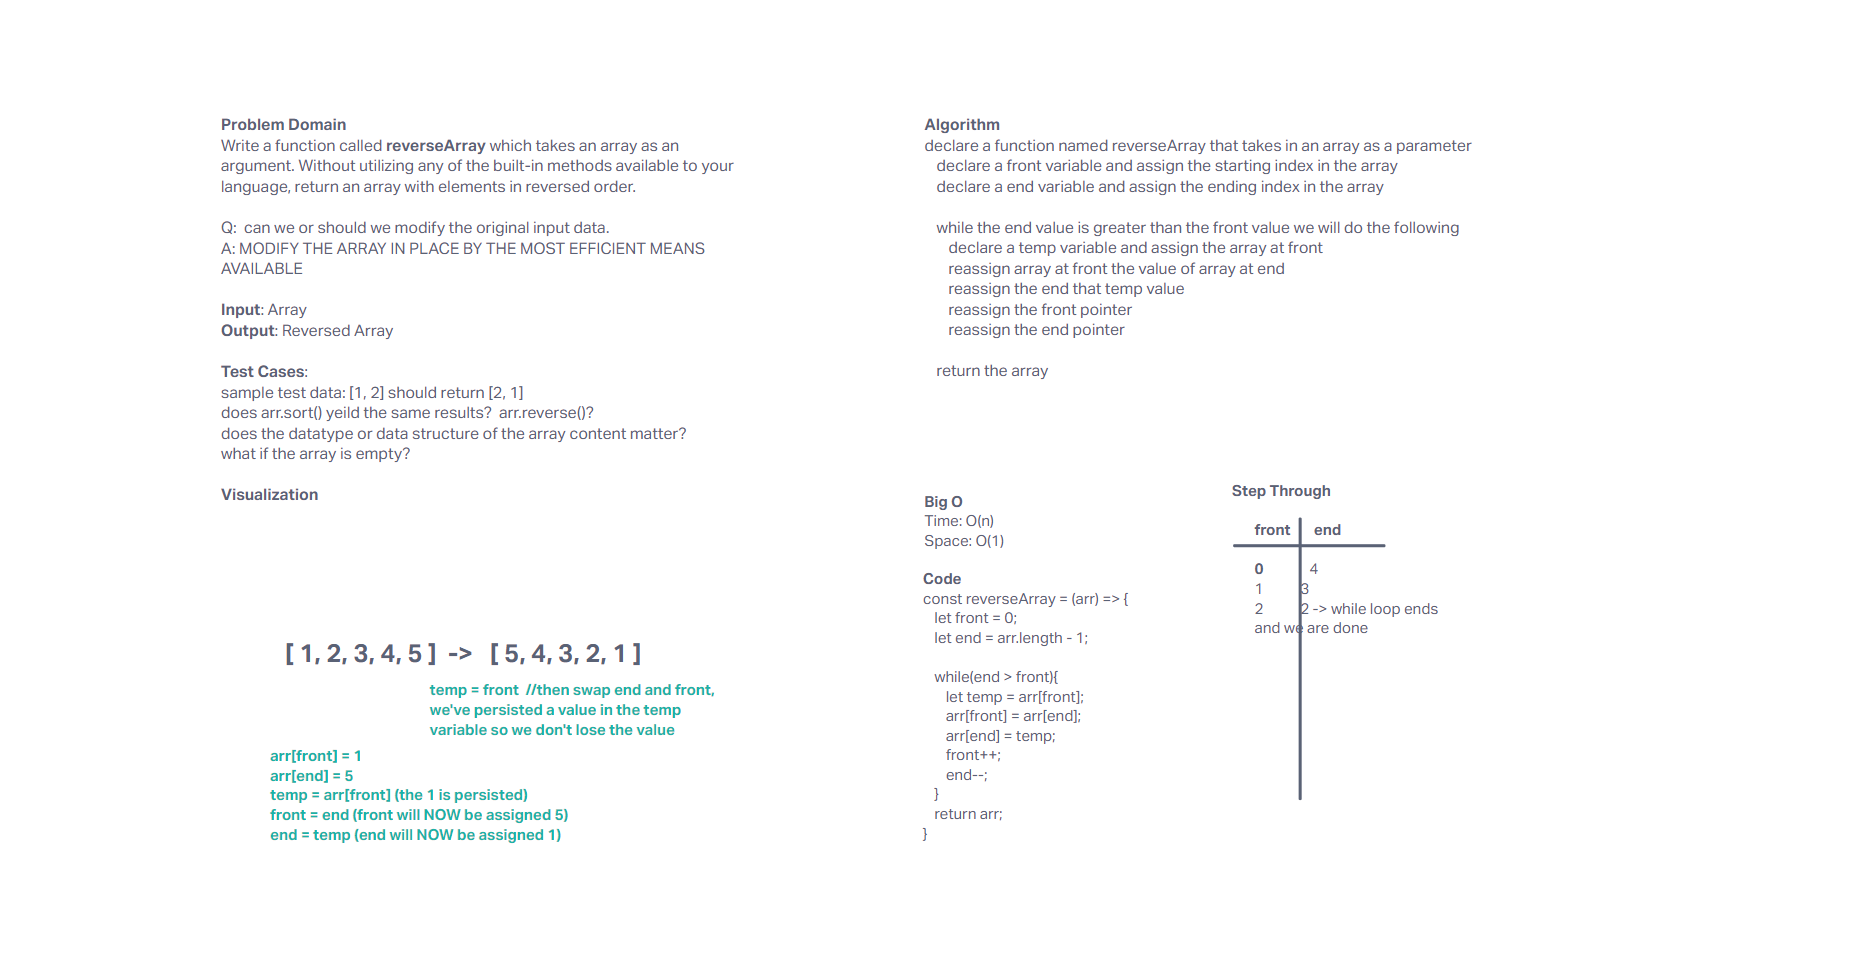 Problem Domain
Write a function called reverseArray which takes an array as an
argument. Without utilizing any of the built-in methods available to your
language, return an array with elements in reversed order.
Q:  can we or should we modify the original input data.
A: MODIFY THE ARRAY IN PLACE BY THE MOST EFFICIENT MEANS
AVAILABLE
Input: Array
Output: Reversed Array
Test Cases:
sample test data: [1, 2] should return [2, 1]
does arr.sort() yeild the same results?  arr.reverse()?
does the datatype or data structure of the array content matter?
what if the array is empty?
Visualization
[ 1, 2, 3, 4, 5 ]  ->  [ 5, 4, 3, 2, 1 ]
temp = front  //then swap end and front,
we've persisted a value in the temp
variable so we don't lose the value
arr[front] = 1
arr[end] = 5
temp = arr[front] (the 1 is persisted)
front = end (front will NOW be assigned 5)
end = temp (end will NOW be assigned 1)
Algorithm
declare a function named reverseArray that takes in an array as a parameter
declare a front variable and assign the starting index in the array
declare a end variable and assign the ending index in the array
while the end value is greater than the front value we will do the following
declare a temp variable and assign the array at front
reassign array at front the value of array at end
reassign the end that temp value
reassign the front pointer
reassign the end pointer
return the array
Big O
Time: O(n)
Space: O(1)
Code
const reverseArray = (arr) => {
let front = 0;
let end = arr.length - 1;
while(end > front){
let temp = arr[front];
arr[front] = arr[end];
arr[end] = temp;
front++;
end--;
}
return arr;
}
Step Through
front end
0 4
1 3
2 2 -> while loop ends
and we are done